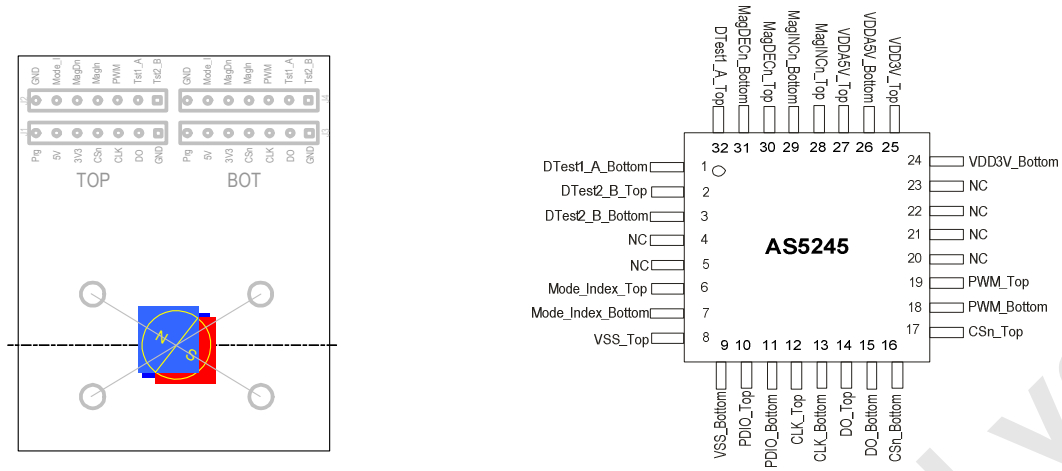 GND Mode_I MagDn MagIn PWM Tst1_A Tst2_B
GND Mode_I MagDn MagIn PWM Tst1_A Tst2_B
J2
J4
J1
J3
Prg 5V 3V3 CSn CLK DO GND
Prg 5V 3V3 CSn CLK DO GND
TOP
BOT
N S
DTest1_A_Top
MagDECn_Bottom
MagDECn_Top
MagINCn_Bottom
MagINCn_Top
VDDA5V_Top
VDDA5V_Bottom
VDD3V_Top
32 31 30 29 28 27 26 25
DTest1_A_Bottom 1
DTest2_B_Top 2
DTest2_B_Bottom 3
NC 4
NC 5
Mode_Index_Top 6
Mode_Index_Bottom 7
VSS_Top 8
AS5245
24 VDD3V_Bottom
23 NC
22 NC
21 NC
20 NC
19 PWM_Top
18 PWM_Bottom
17 CSn_Top
9 10 11 12 13 14 15 16
VSS_Bottom
PDIO_Top
PDIO_Bottom
CLK_Top
CLK_Bottom
DO_Top
DO_Bottom
CSn_Bottom